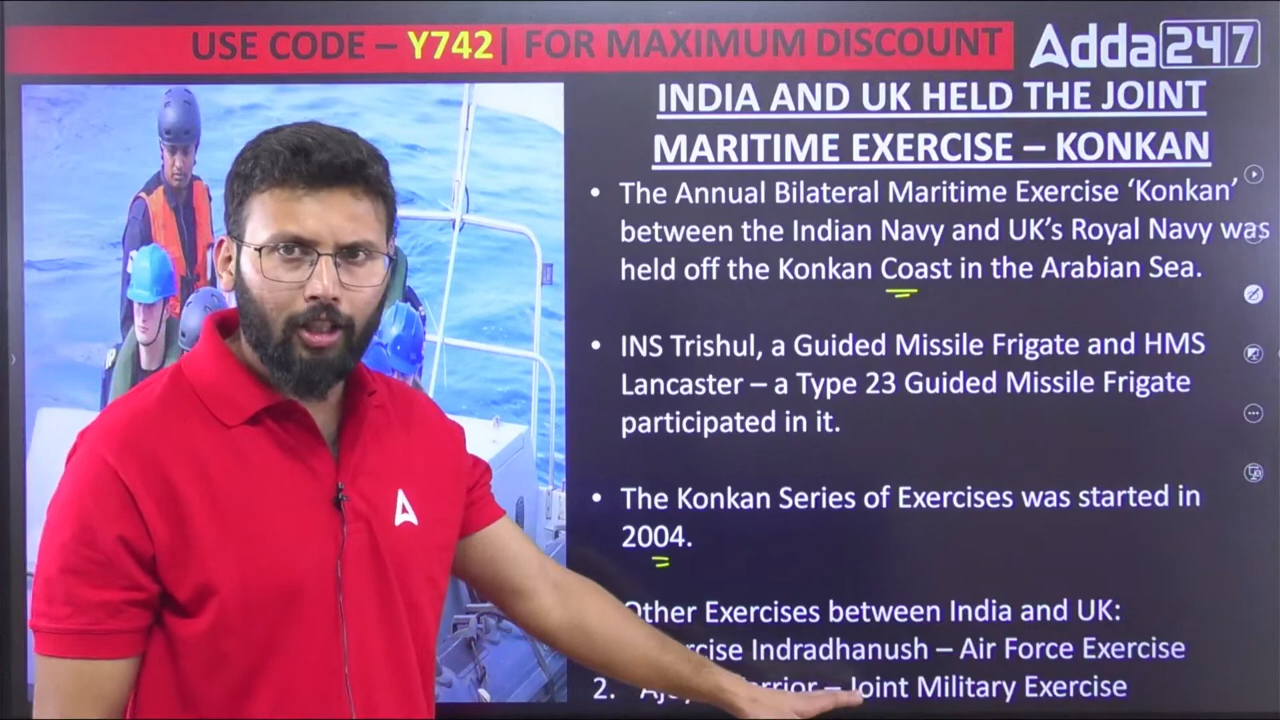 USE CODE – Y742 | FOR MAXIMUM DISCOUNT
Adda247
INDIA AND UK HELD THE JOINT
MARITIME EXERCISE – KONKAN
• The Annual Bilateral Maritime Exercise ‘Konkan’
between the Indian Navy and UK’s Royal Navy was
held off the Konkan Coast in the Arabian Sea.
• INS Trishul, a Guided Missile Frigate and HMS
Lancaster – a Type 23 Guided Missile Frigate
participated in it.
• The Konkan Series of Exercises was started in
2004.
Other Exercises between India and UK:
Indradhanush – Air Force Exercise
2. – Joint Military Exercise